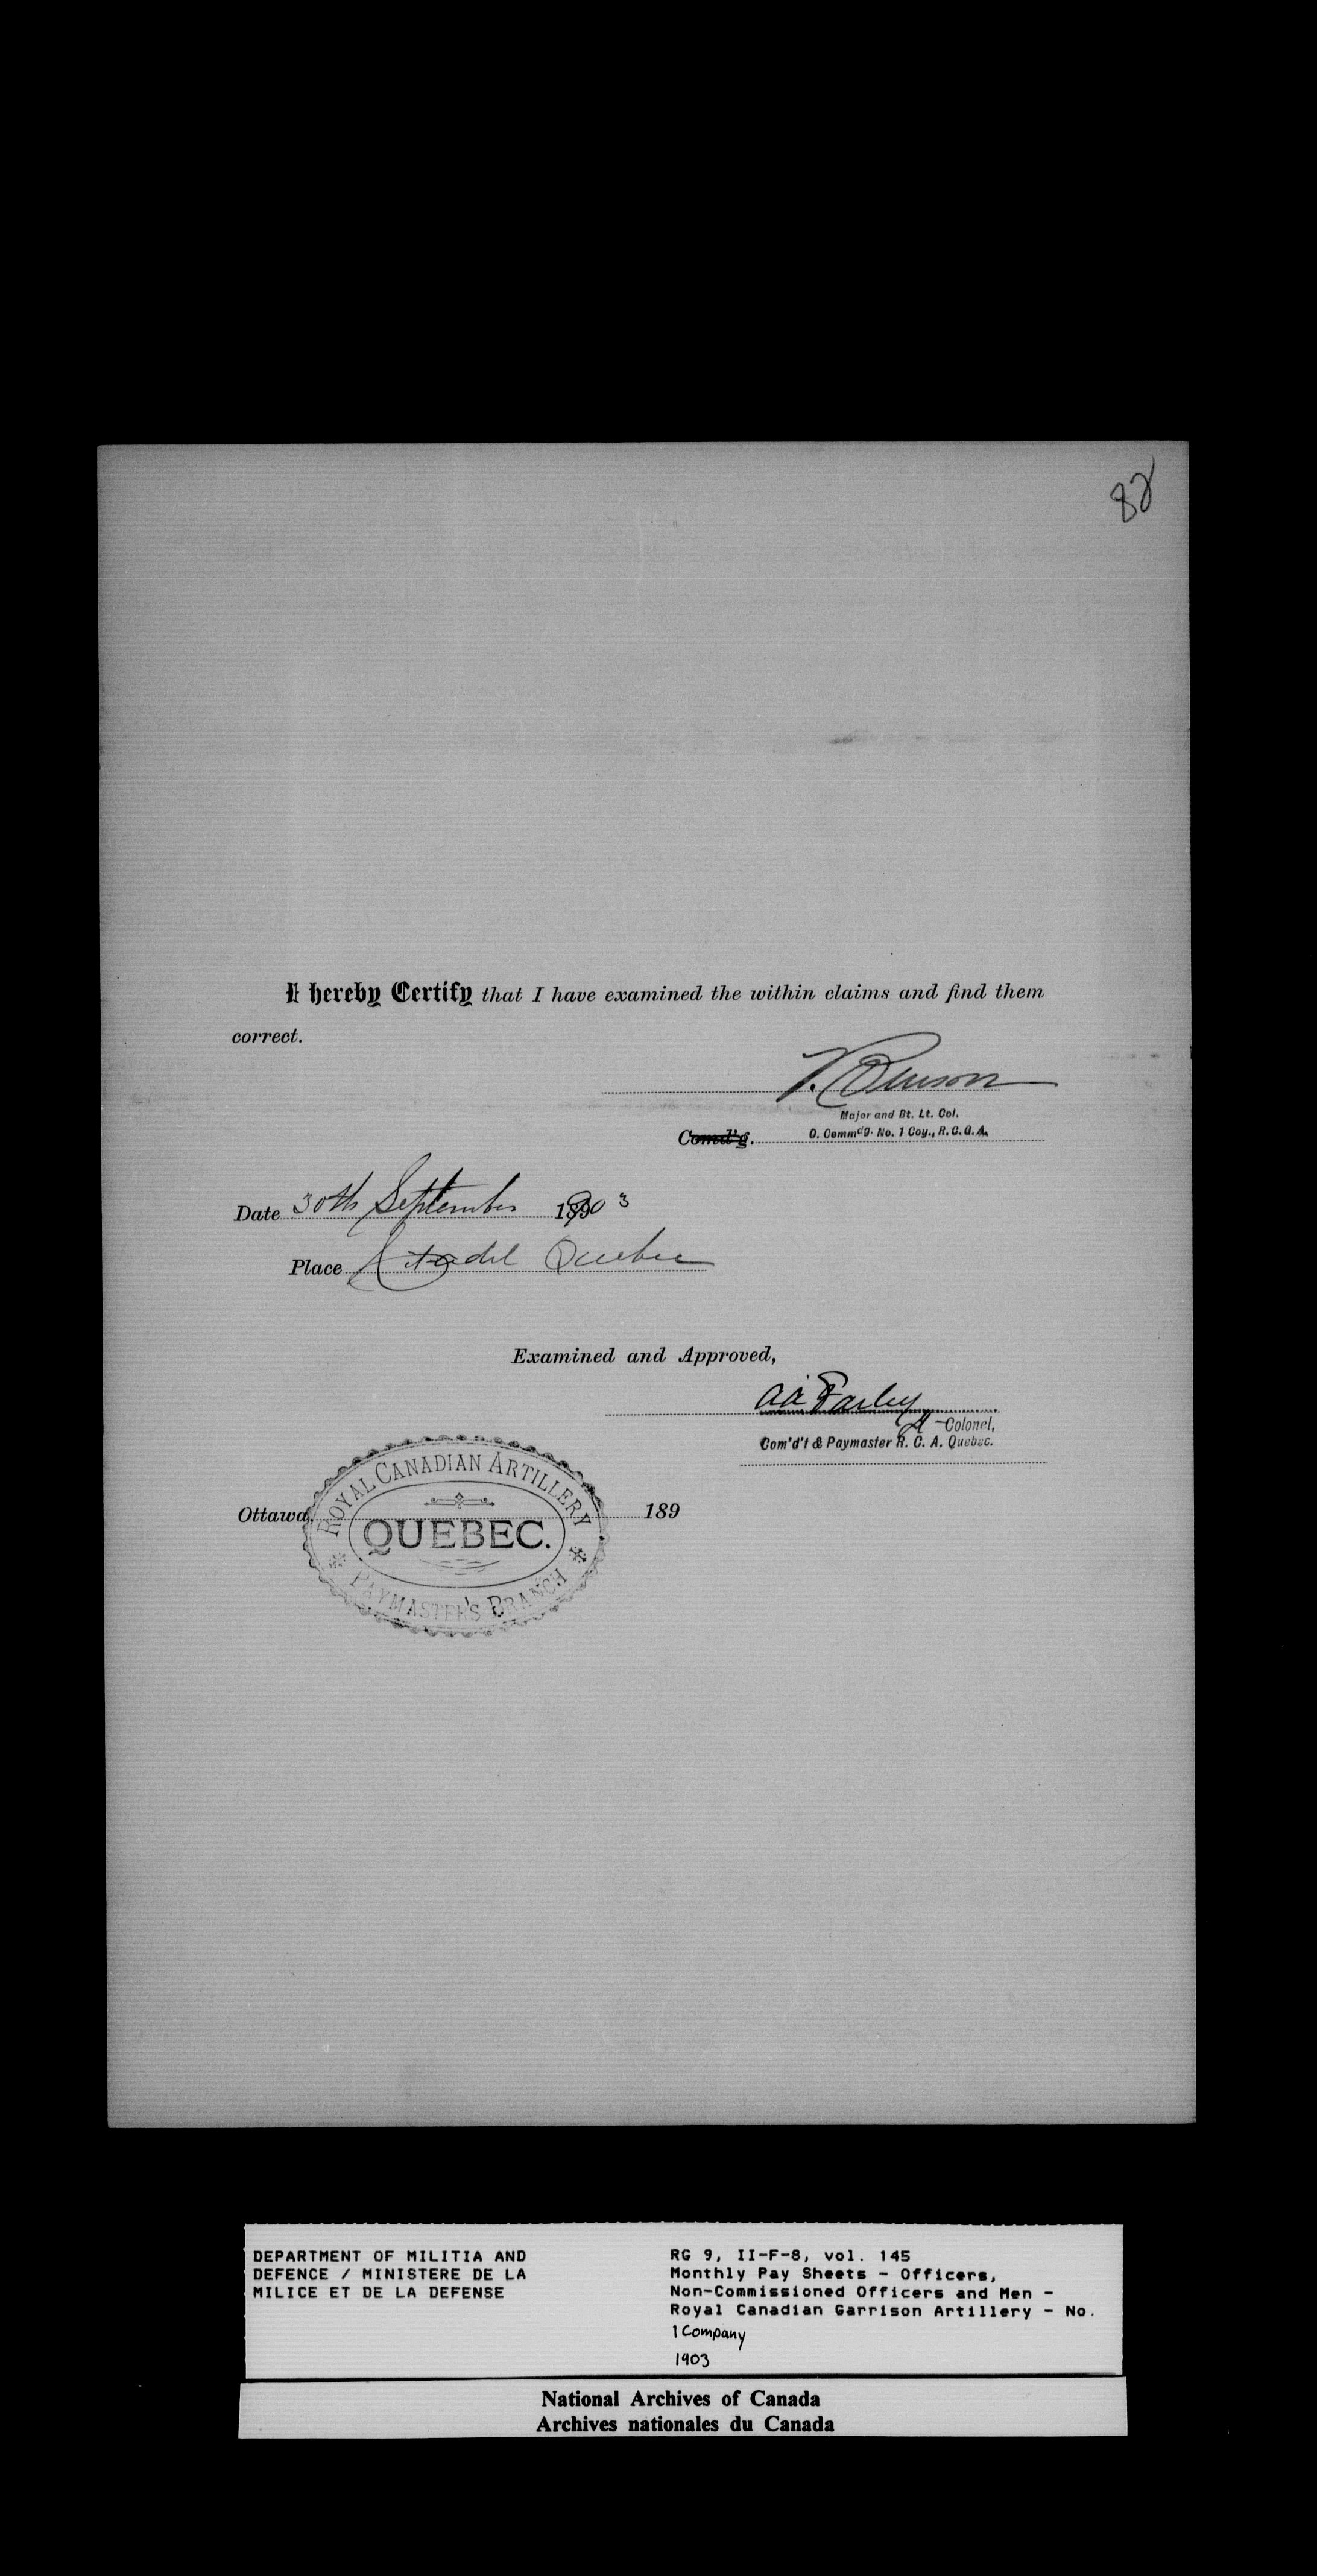 82
I hereby Certify that I have examined the within claims and find them
correct.
T. Benson
Major and Bt. Lt. Col.
Comd'g. O. Commdg. No. 1 Coy., R.C.G.A.
Date 30th September 1903
Place Citadel Quebec
Examined and Approved,
A A Farley
Lt-Colonel,
Com'd't & Paymaster R. C. A. Quebec.
ROYAL CANADIAN ARTILLERY
Ottawa, 189
QUEBEC.
PAYMASTER'S BRANCH
DEPARTMENT OF MILITIA AND
DEFENCE / MINISTERE DE LA
MILICE ET DE LA DEFENSE
RG 9, II-F-8, vol. 145
Monthly Pay Sheets - Officers,
Non-Commissioned Officers and Men -
Royal Canadian Garrison Artillery - No.
1 Company
1903
National Archives of Canada
Archives nationales du Canada